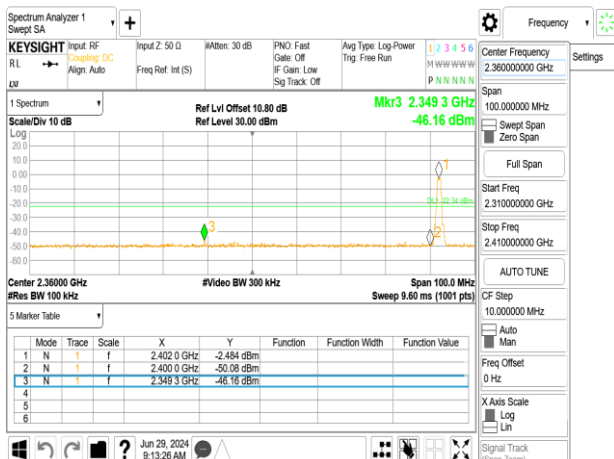 Spectrum Analyzer 1
Swept SA
Frequency
KEYSIGHT
RL
LXI
Input: RF
Coupling: DC
Align: Auto
Input Z: 50 Ω
Freq Ref: Int (S)
#Atten: 30 dB
PNO: Fast
Gate: Off
IF Gain: Low
Sig Track: Off
Avg Type: Log-Power
Trig: Free Run
1 2 3 4 5 6
M W W W W W
P N N N N N
Center Frequency
2.360000000 GHz
Settings
Span
100.000000 MHz
Swept Span
Zero Span
Full Span
Start Freq
2.310000000 GHz
Stop Freq
2.410000000 GHz
AUTO TUNE
CF Step
10.000000 MHz
Auto
Man
Freq Offset
0 Hz
X Axis Scale
Log
Lin
Signal Track
(Span Zoom)
1 Spectrum
Scale/Div 10 dB
Log
Ref Lvl Offset 10.80 dB
Ref Level 30.00 dBm
Mkr3 2.349 3 GHz
-46.16 dBm
20.0
10.0
0.00
-10.0
-20.0
-30.0
-40.0
-50.0
-60.0
1
2
3
Center 2.36000 GHz
#Res BW 100 kHz
#Video BW 300 kHz
Span 100.0 MHz
Sweep 9.60 ms (1001 pts)
5 Marker Table
Mode Trace Scale X Y Function Function Width Function Value
1 N 1 f 2.402 0 GHz -2.484 dBm
2 N 1 f 2.400 0 GHz -50.08 dBm
3 N 1 f 2.349 3 GHz -46.16 dBm
4
5
6
?
Jun 29, 2024
9:13:26 AM